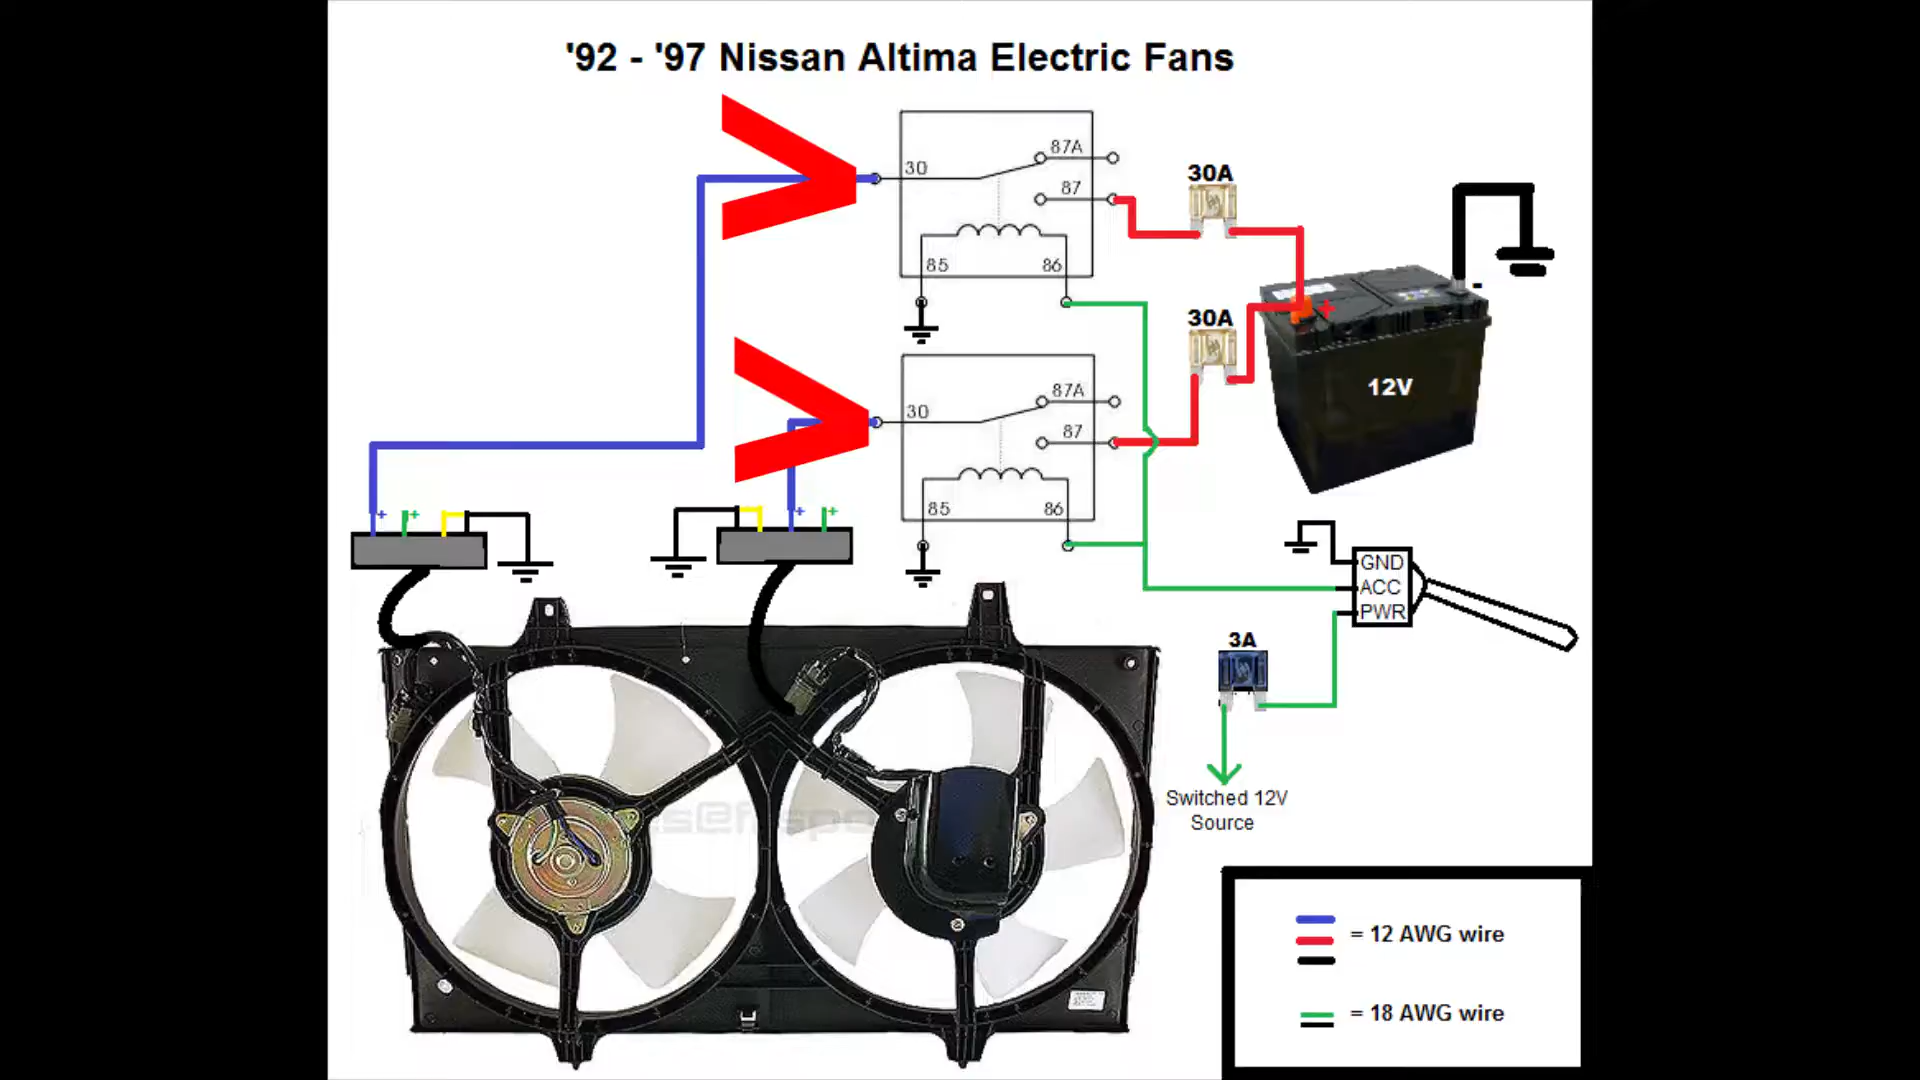 '92 - '97 Nissan Altima Electric Fans
87A
30
87
85
86
30A
87A
30
87
85
86
30A
+
-
12V
+
+
+
+
GND
ACC
PWR
3A
Switched 12V
Source
= 12 AWG wire
= 18 AWG wire